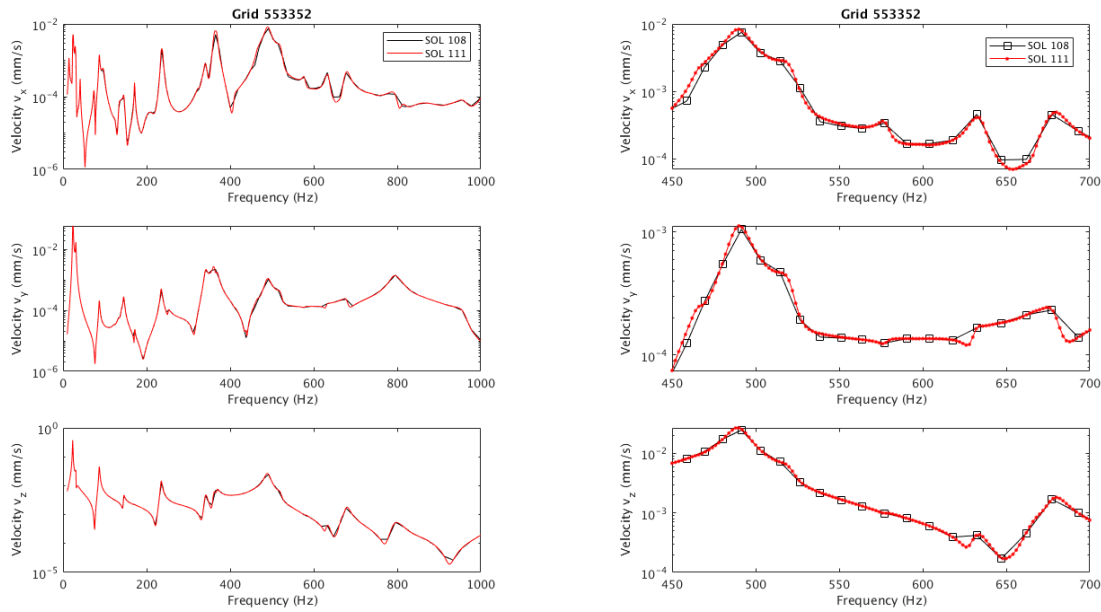 Grid 553352
10⁻²
10⁻⁴
10⁻⁶
Velocity vₓ (mm/s)
SOL 108
SOL 111
0 200 400 600 800 1000
Frequency (Hz)
Grid 553352
10⁻²
10⁻³
10⁻⁴
Velocity vₓ (mm/s)
SOL 108
SOL 111
450 500 550 600 650 700
Frequency (Hz)
10⁻²
10⁻⁴
10⁻⁶
Velocity v_y (mm/s)
0 200 400 600 800 1000
Frequency (Hz)
10⁻³
10⁻⁴
Velocity v_y (mm/s)
450 500 550 600 650 700
Frequency (Hz)
10⁰
10⁻⁵
Velocity v_z (mm/s)
0 200 400 600 800 1000
Frequency (Hz)
10⁻²
10⁻³
10⁻⁴
Velocity v_z (mm/s)
450 500 550 600 650 700
Frequency (Hz)